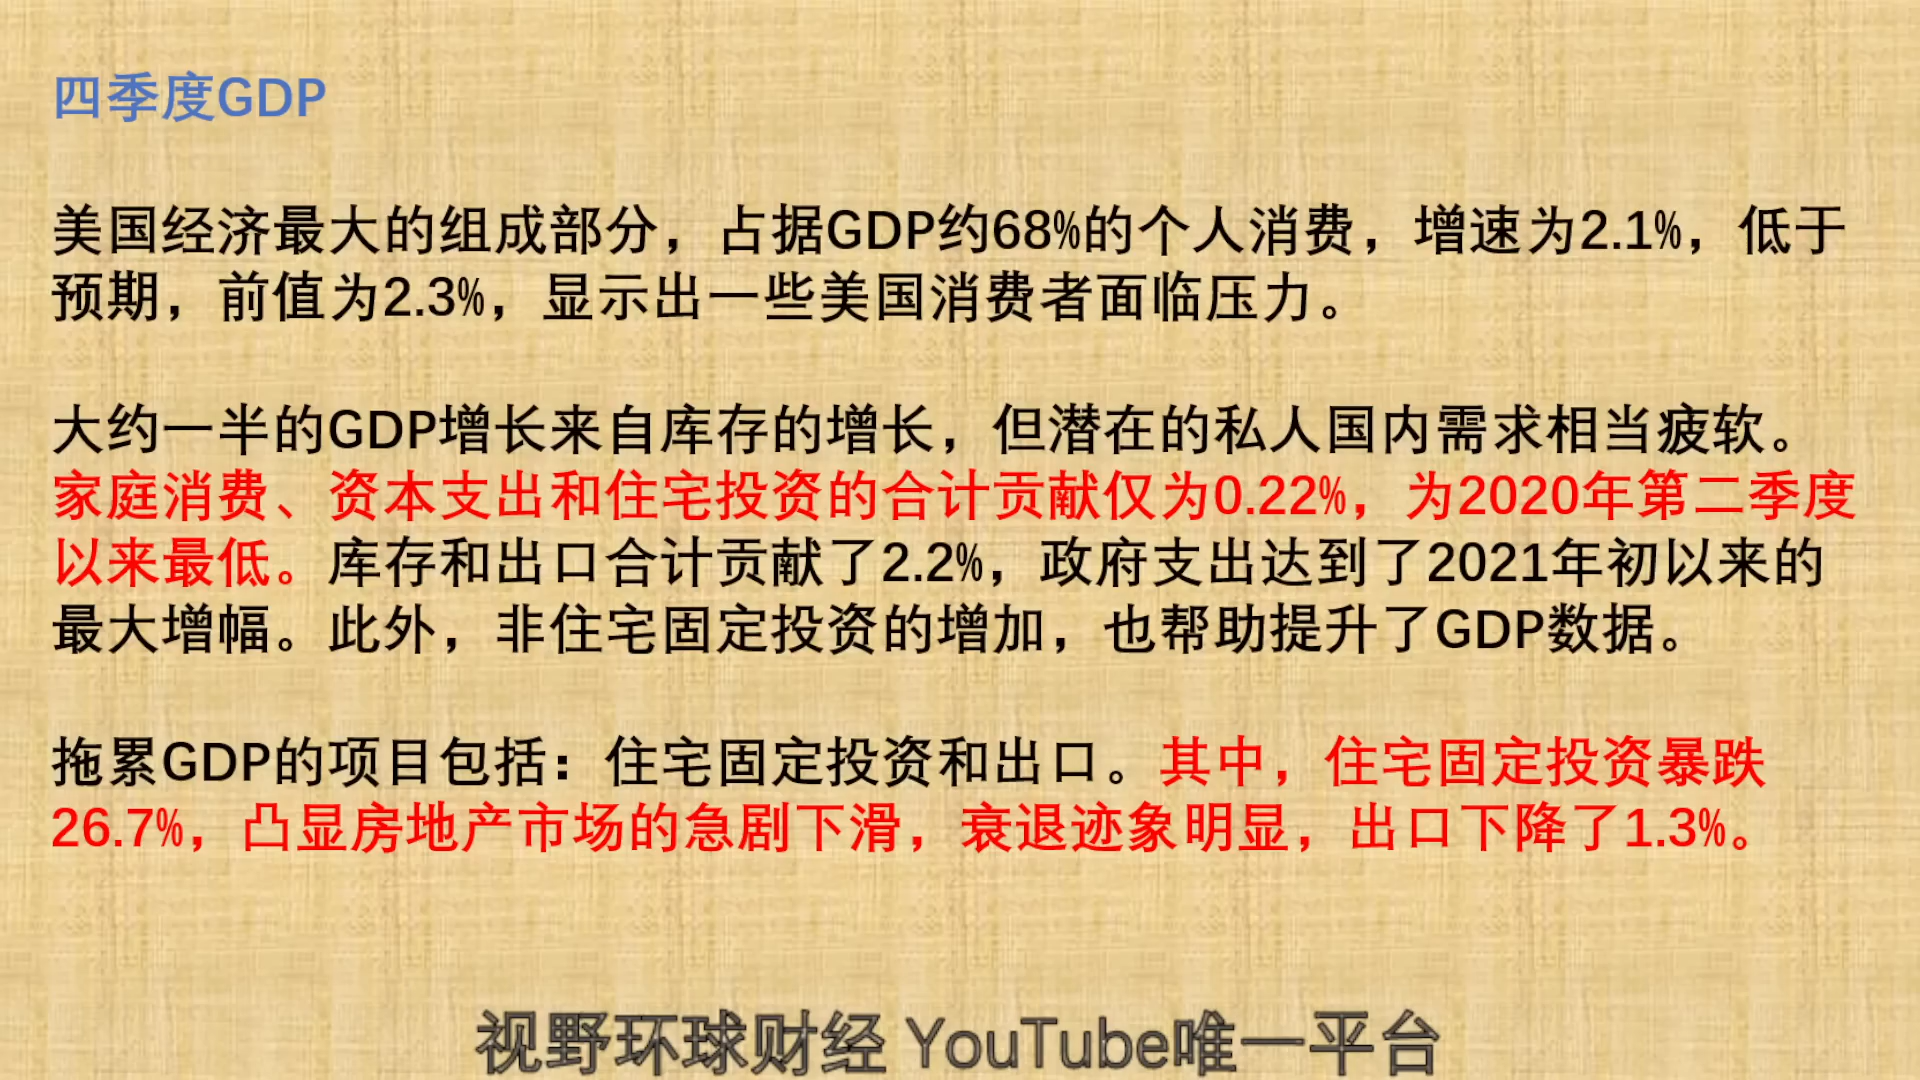 四季度GDP
美国经济最大的组成部分，占据GDP约68%的个人消费，增速为2.1%，低于
预期，前值为2.3%，显示出一些美国消费者面临压力。
大约一半的GDP增长来自库存的增长，但潜在的私人国内需求相当疲软。
家庭消费、资本支出和住宅投资的合计贡献仅为0.22%，为2020年第二季度
以来最低。库存和出口合计贡献了2.2%，政府支出达到了2021年初以来的
最大增幅。此外，非住宅固定投资的增加，也帮助提升了GDP数据。
拖累GDP的项目包括：住宅固定投资和出口。其中，住宅固定投资暴跌
26.7%，凸显房地产市场的急剧下滑，衰退迹象明显，出口下降了1.3%。
视野环球财经 YouTube唯一平台